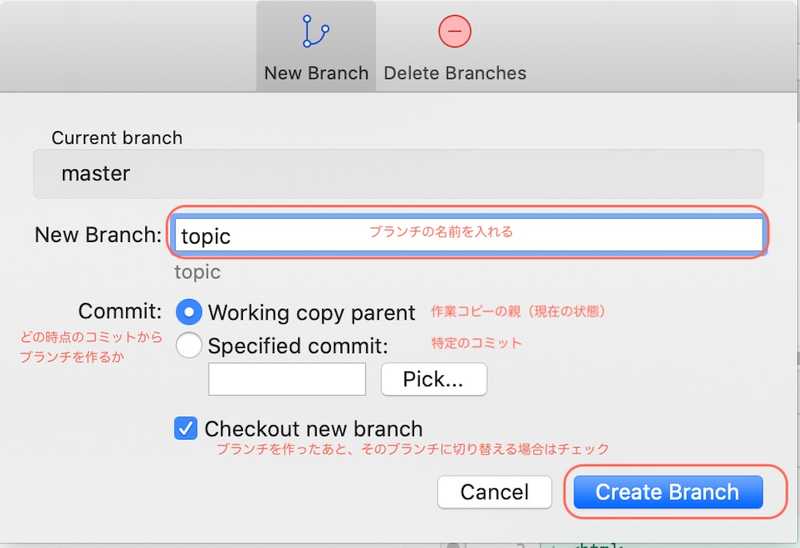 New Branch
Delete Branches
Current branch
master
New Branch:
topic
ブランチの名前を入れる
topic
Commit:
Working copy parent
作業コピーの親（現在の状態）
どの時点のコミットから
ブランチを作るか
Specified commit:
特定のコミット
Pick...
Checkout new branch
ブランチを作ったあと、そのブランチに切り替える場合はチェック
Cancel
Create Branch